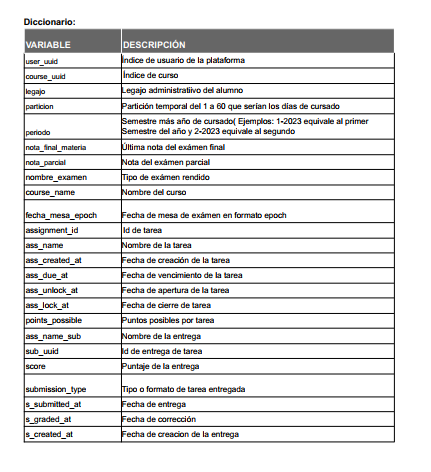 Diccionario:
VARIABLE DESCRIPCIÓN
user_uuid Índice de usuario de la plataforma
course_uuid Índice de curso
legajo Legajo administratiivo del alumno
particion Partición temporal del 1 a 60 que serían los días de cursado
periodo Semestre más año de cursado( Ejemplos: 1-2023 equivale al primer
Semestre del año y 2-2023 equivale al segundo
nota_final_materia Última nota del exámen final
nota_parcial Nota del exámen parcial
nombre_examen Tipo de exámen rendido
course_name Nombre del curso
fecha_mesa_epoch Fecha de mesa de exámen en formato epoch
assignment_id Id de tarea
ass_name Nombre de la tarea
ass_created_at Fecha de creación de la tarea
ass_due_at Fecha de vencimiento de la tarea
ass_unlock_at Fecha de apertura de la tarea
ass_lock_at Fecha de cierre de tarea
points_possible Puntos posibles por tarea
ass_name_sub Nombre de la entrega
sub_uuid Id de entrega de tarea
score Puntaje de la entrega
submission_type Tipo o formato de tarea entregada
s_submitted_at Fecha de entrega
s_graded_at Fecha de corrección
s_created_at Fecha de creacion de la entrega